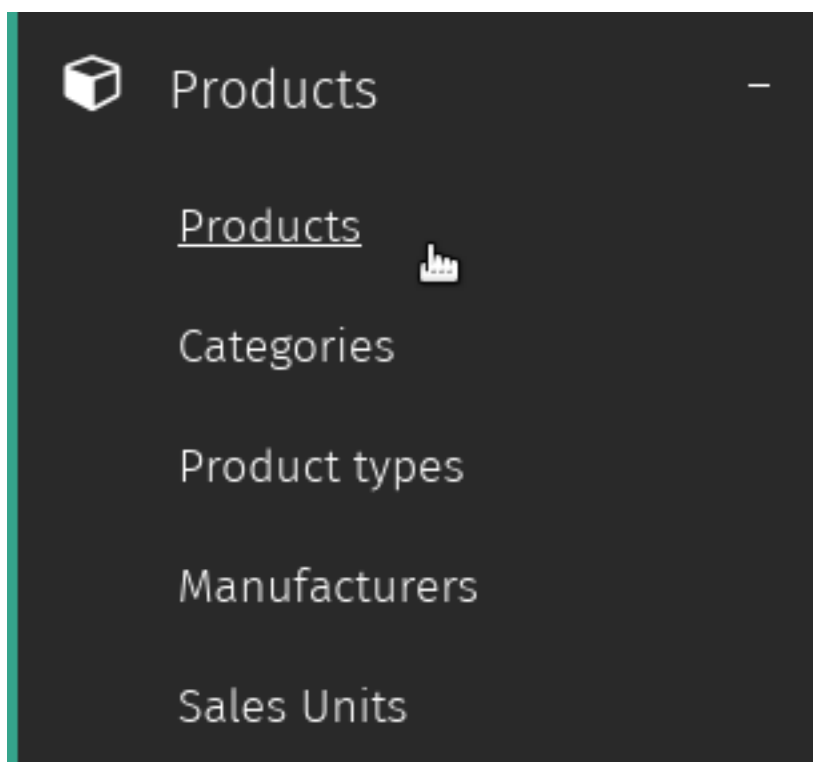 Products –
Products
Categories
Product types
Manufacturers
Sales Units